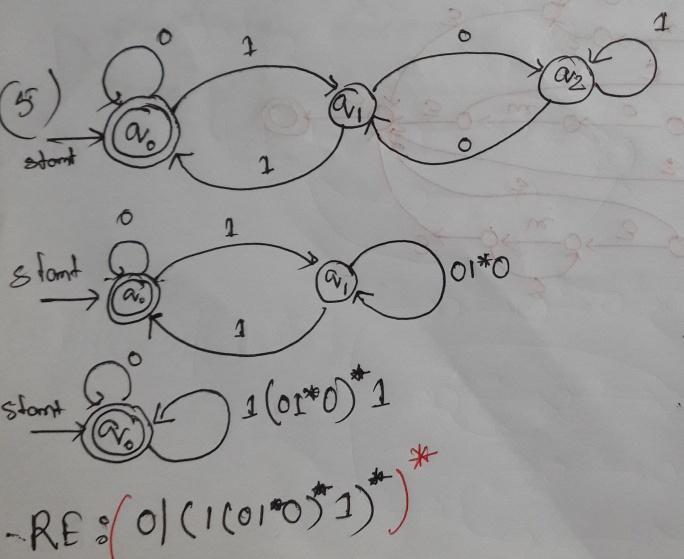 0 1 0 1
(5) q₀ q₁ q₂
start 1 0
0 1
start q₀ q₁ 01*0
1
0
start q₀ 1(01*0)*1
-RE:(0|(1(01*0)*1)*)*